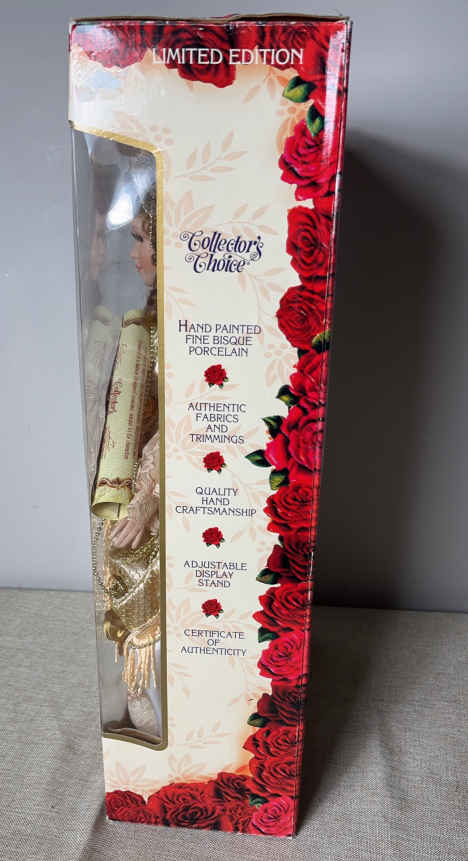 LIMITED EDITION
Collector's
Choice
HAND PAINTED
FINE BISQUE
PORCELAIN
AUTHENTIC
FABRICS
AND
TRIMMINGS
QUALITY
HAND
CRAFTSMANSHIP
ADJUSTABLE
DISPLAY
STAND
CERTIFICATE
OF
AUTHENTICITY